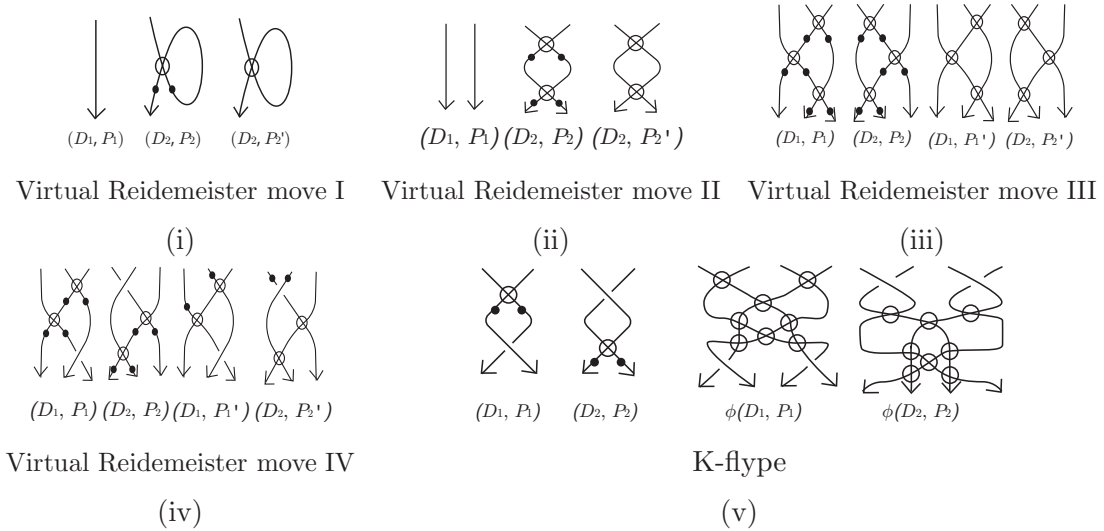 (D₁, P₁) (D₂, P₂) (D₂, P₂')
Virtual Reidemeister move I
(i)
(D₁, P₁) (D₂, P₂) (D₂, P₂')
Virtual Reidemeister move II
(ii)
(D₁, P₁) (D₂, P₂) (D₁, P₁') (D₂, P₂')
Virtual Reidemeister move III
(iii)
(D₁, P₁) (D₂, P₂) (D₁, P₁') (D₂, P₂')
Virtual Reidemeister move IV
(iv)
(D₁, P₁) (D₂, P₂) ϕ(D₁, P₁) ϕ(D₂, P₂)
K-flype
(v)